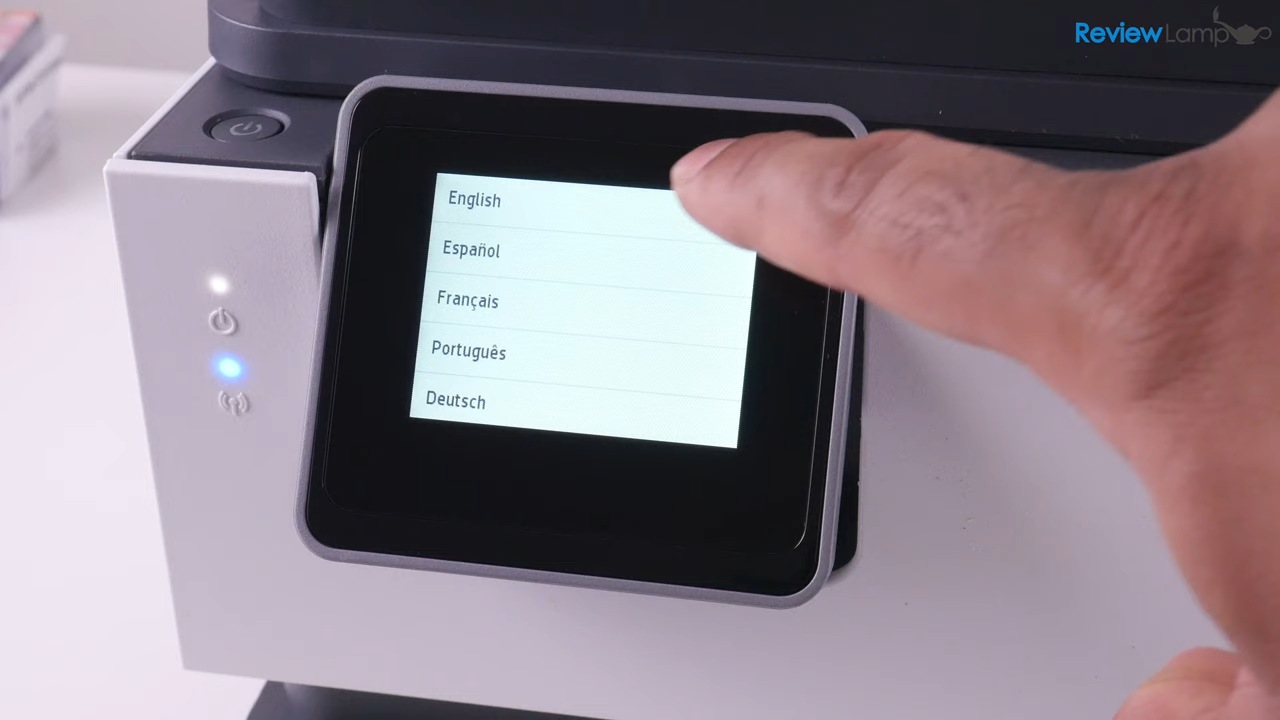 ReviewLamp
English
Español
Français
Português
Deutsch